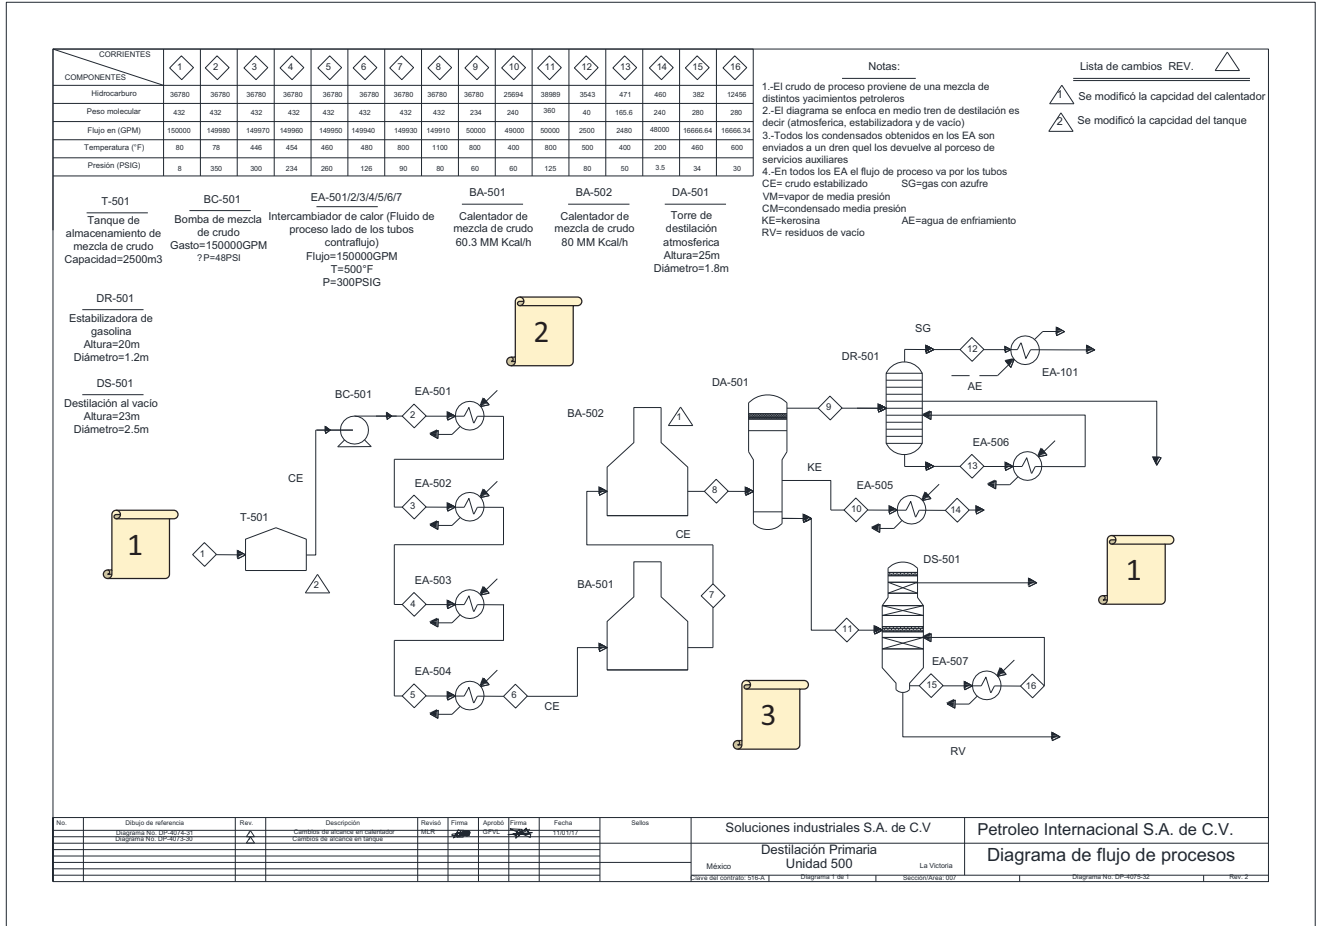 CORRIENTES
COMPONENTES
1 2 3 4 5 6 7 8 9 10 11 12 13 14 15 16
Hidrocarburo 36780 36780 36780 36780 36780 36780 36780 36780 36780 25694 38989 3543 471 460 382 12456
Peso molecular 432 432 432 432 432 432 432 432 234 240 360 40 165.6 240 280 280
Flujo en (GPM) 150000 149980 149970 149960 149950 149940 149930 149910 50000 49000 50000 2500 2480 48000 16666.64 16666.34
Temperatura (°F) 80 78 446 454 460 480 800 1100 800 400 800 500 400 200 460 600
Presión (PSIG) 8 350 300 234 260 126 90 80 60 60 125 80 50 3.5 34 30
Notas:
1.-El crudo de proceso proviene de una mezcla de
distintos yacimientos petroleros
2.-El diagrama se enfoca en medio tren de destilación es
decir (atmosferica, estabilizadora y de vacío)
3.-Todos los condensados obtenidos en los EA son
enviados a un dren quel los devuelve al porceso de
servicios auxiliares
4.-En todos los EA el flujo de proceso va por los tubos
CE= crudo estabilizado SG=gas con azufre
VM=vapor de media presión
CM=condensado media presión
KE=kerosina AE=agua de enfriamiento
RV= residuos de vacío
Lista de cambios REV.
1 Se modificó la capcidad del calentador
2 Se modificó la capcidad del tanque
T-501
Tanque de
almacenamiento de
mezcla de crudo
Capacidad=2500m3
BC-501
Bomba de mezcla
de crudo
Gasto=150000GPM
?P=48PSI
EA-501/2/3/4/5/6/7
Intercambiador de calor (Fluido de
proceso lado de los tubos
contraflujo)
Flujo=150000GPM
T=500°F
P=300PSIG
BA-501
Calentador de
mezcla de crudo
60.3 MM Kcal/h
BA-502
Calentador de
mezcla de crudo
80 MM Kcal/h
DA-501
Torre de
destilación
atmosferica
Altura=25m
Diámetro=1.8m
DR-501
Estabilizadora de
gasolina
Altura=20m
Diámetro=1.2m
DS-501
Destilación al vacío
Altura=23m
Diámetro=2.5m
2
SG
DR-501
12
EA-101
AE
DA-501
BC-501
EA-501
2
BA-502
1
9
EA-506
13
CE
EA-502
3
KE
8
EA-505
10
14
1
T-501
1
2
CE
1
EA-503
4
BA-501
7
DS-501
11
EA-504
5
6
CE
EA-507
15
16
3
RV
No. Dibujo de referencia Rev. Descripción Revisó Firma Aprobó Firma Fecha Sellos
Diagrama No. DP-4074-31 Cambios de alcance en calentador MLR GPVL 11/01/17
Diagrama No. DP-4073-30 Cambios de alcance en tanque
Soluciones industriales S.A. de C.V
Destilación Primaria
México Unidad 500 La Victoria
Clave del contrato: 516-A Diagrama 1 de 1 Sección/Area: 007
Petroleo Internacional S.A. de C.V.
Diagrama de flujo de procesos
Diagrama No. DP-4075-32 Rev. 2